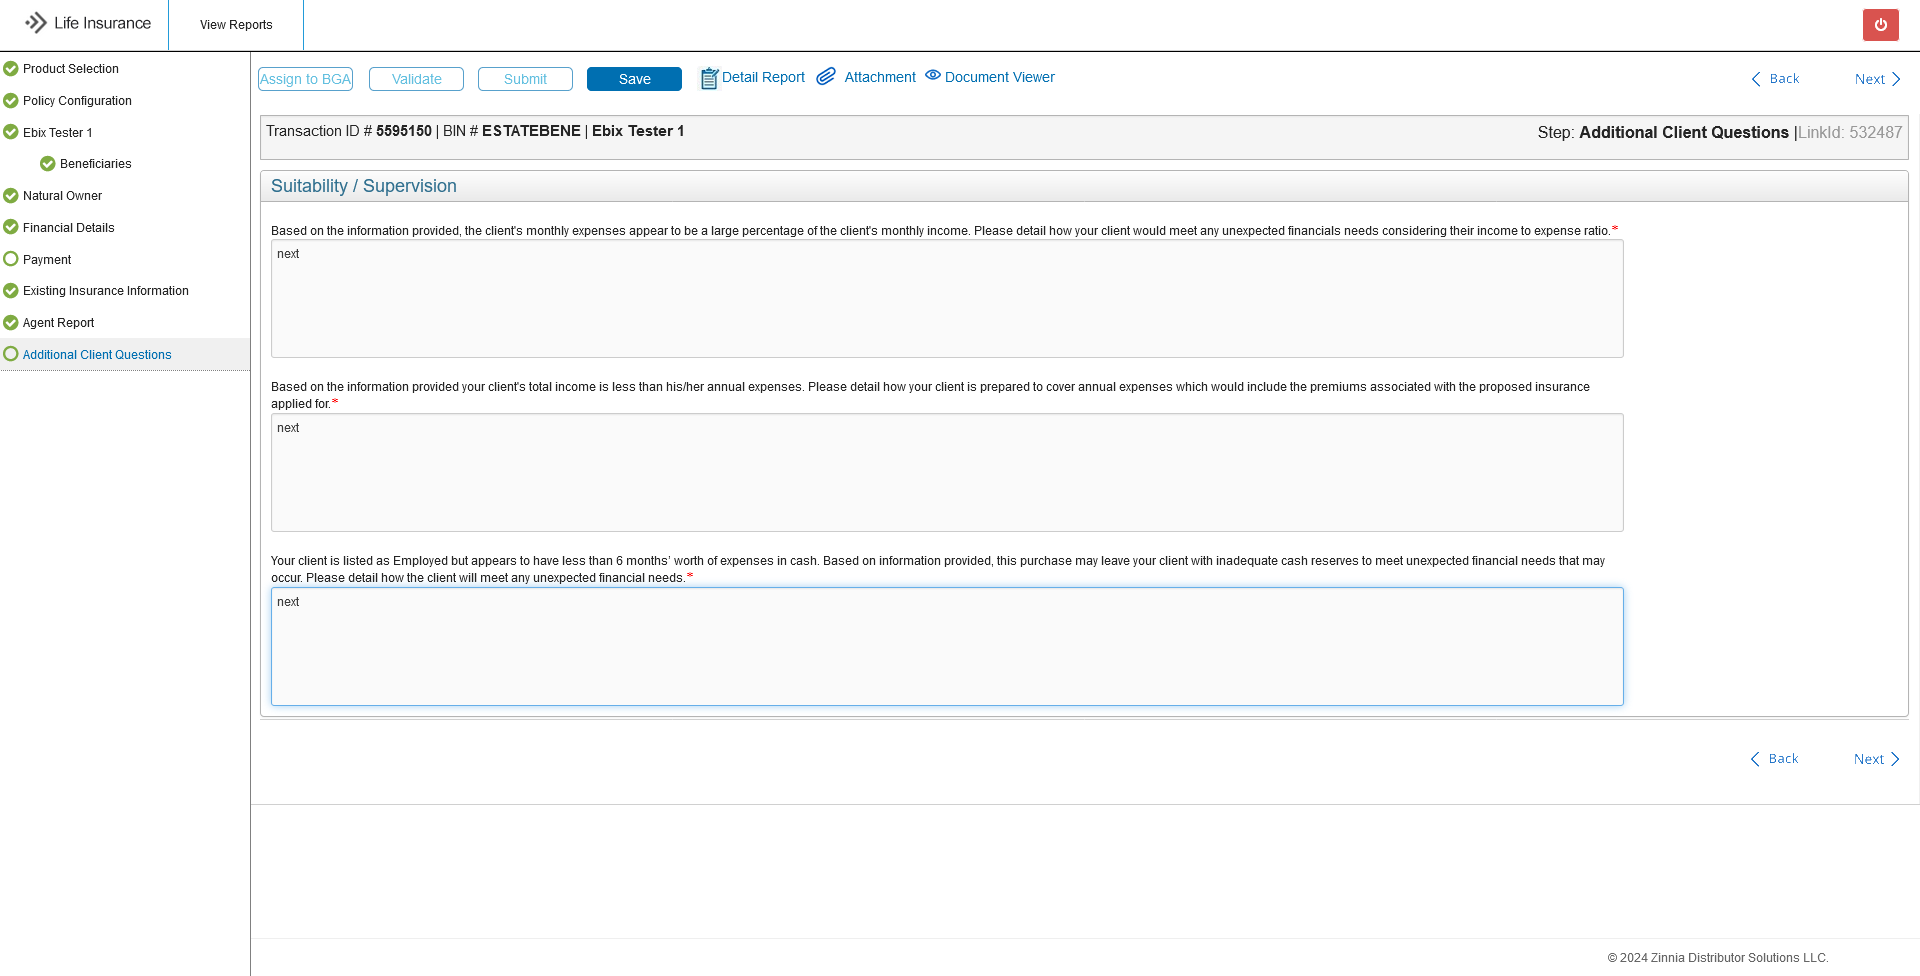 Life Insurance
View Reports
Product Selection
Policy Configuration
Ebix Tester 1
Beneficiaries
Natural Owner
Financial Details
Payment
Existing Insurance Information
Agent Report
Additional Client Questions
Assign to BGA
Validate
Submit
Save
Detail Report
Attachment
Document Viewer
Back
Next
Transaction ID # 5595150 | BIN # ESTATEBENE | Ebix Tester 1
Step: Additional Client Questions |LinkId: 532487
Suitability / Supervision
Based on the information provided, the client's monthly expenses appear to be a large percentage of the client's monthly income. Please detail how your client would meet any unexpected financials needs considering their income to expense ratio.*
next
Based on the information provided your client's total income is less than his/her annual expenses. Please detail how your client is prepared to cover annual expenses which would include the premiums associated with the proposed insurance
applied for.*
next
Your client is listed as Employed but appears to have less than 6 months’ worth of expenses in cash. Based on information provided, this purchase may leave your client with inadequate cash reserves to meet unexpected financial needs that may
occur. Please detail how the client will meet any unexpected financial needs.*
next
Back
Next
© 2024 Zinnia Distributor Solutions LLC.